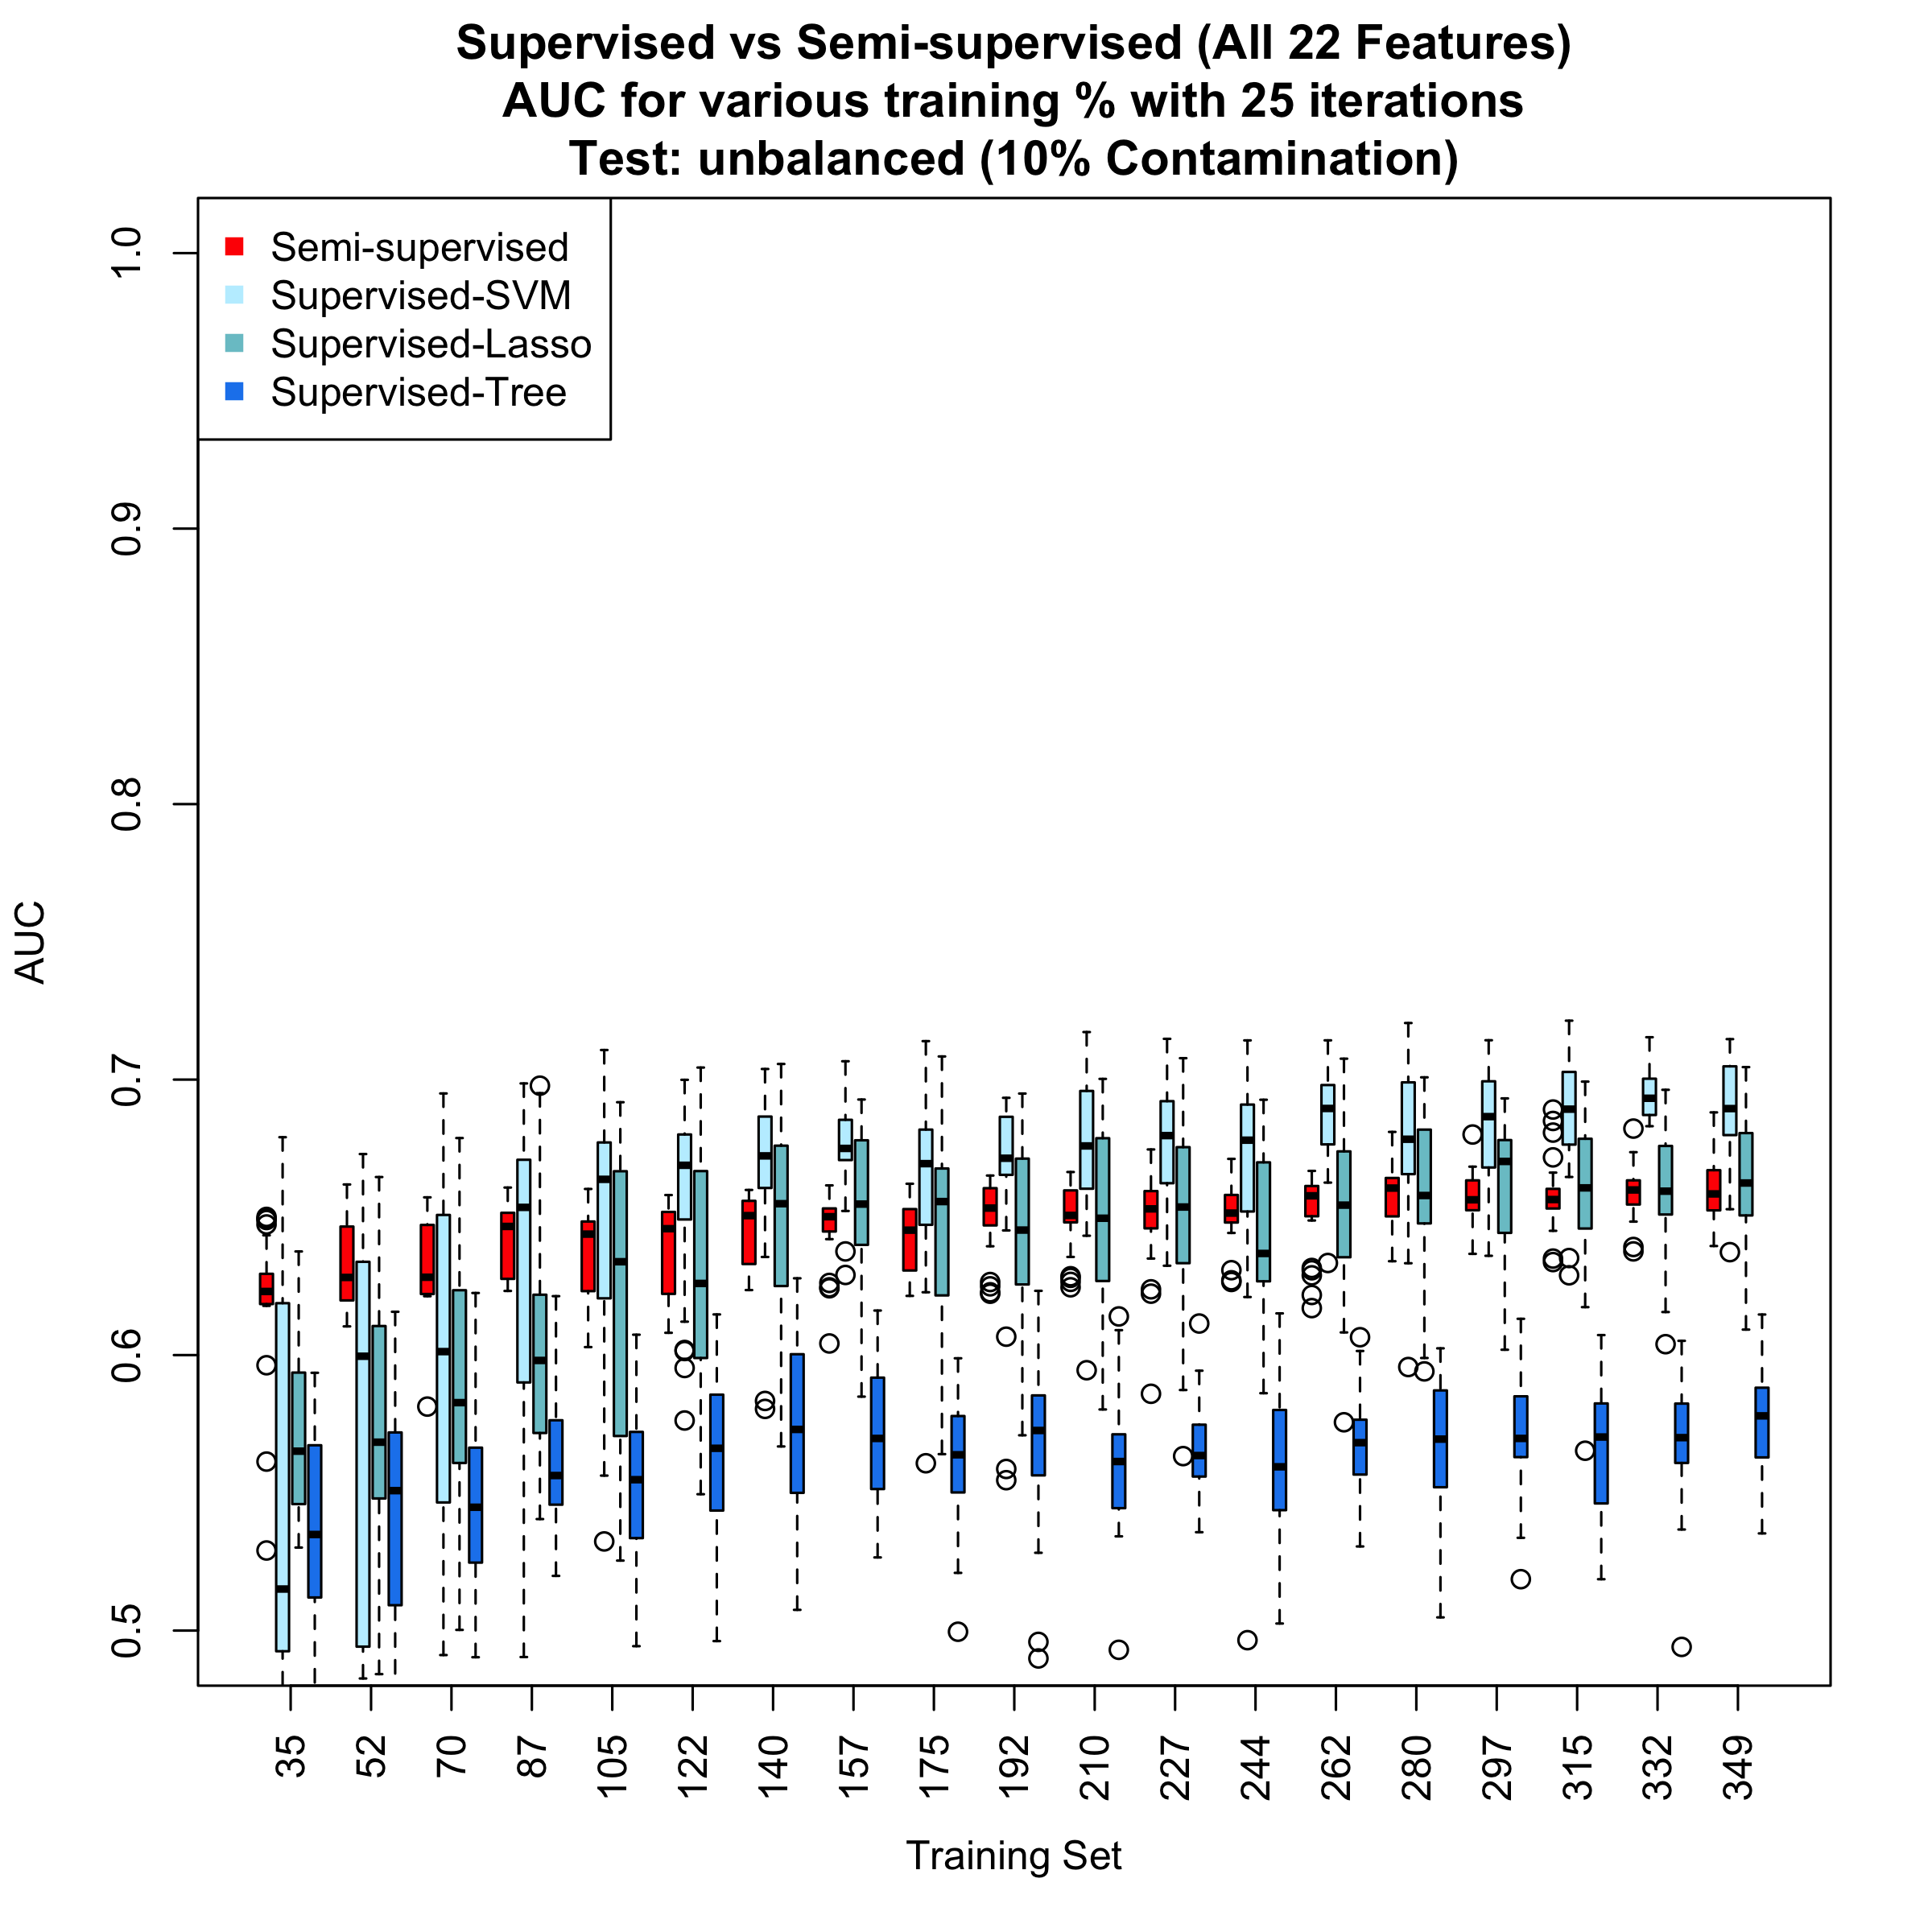 Supervised vs Semi-supervised (All 22 Features)
AUC for various training % with 25 iterations
Test: unbalanced (10% Contamination)
Semi-supervised
Supervised-SVM
Supervised-Lasso
Supervised-Tree
1.0
0.9
0.8
0.7
0.6
0.5
AUC
35 52 70 87 105 122 140 157 175 192 210 227 244 262 280 297 315 332 349
Training Set